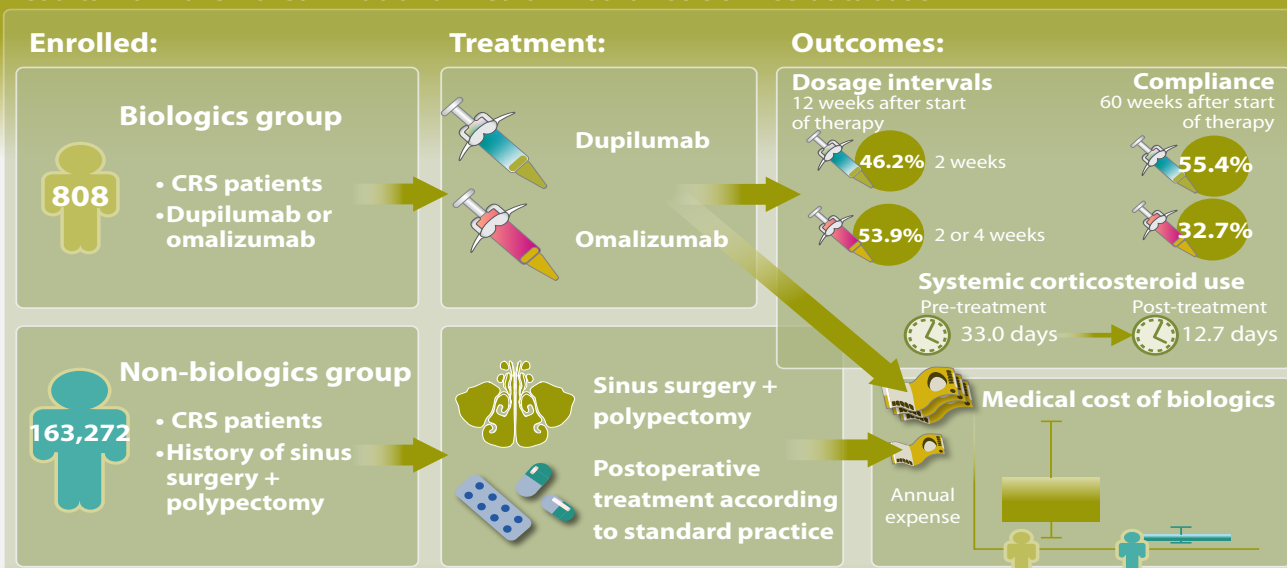 Enrolled:
Biologics group
808
• CRS patients
•Dupilumab or
omalizumab
Non-biologics group
163,272
• CRS patients
•History of sinus
surgery +
polypectomy
Treatment:
Dupilumab
Omalizumab
Sinus surgery +
polypectomy
Postoperative
treatment according
to standard practice
Outcomes:
Dosage intervals
12 weeks after start
of therapy
46.2% 2 weeks
53.9% 2 or 4 weeks
Compliance
60 weeks after start
of therapy
55.4%
32.7%
Systemic corticosteroid use
Pre-treatment
33.0 days
Post-treatment
12.7 days
Medical cost of biologics
Annual
expense